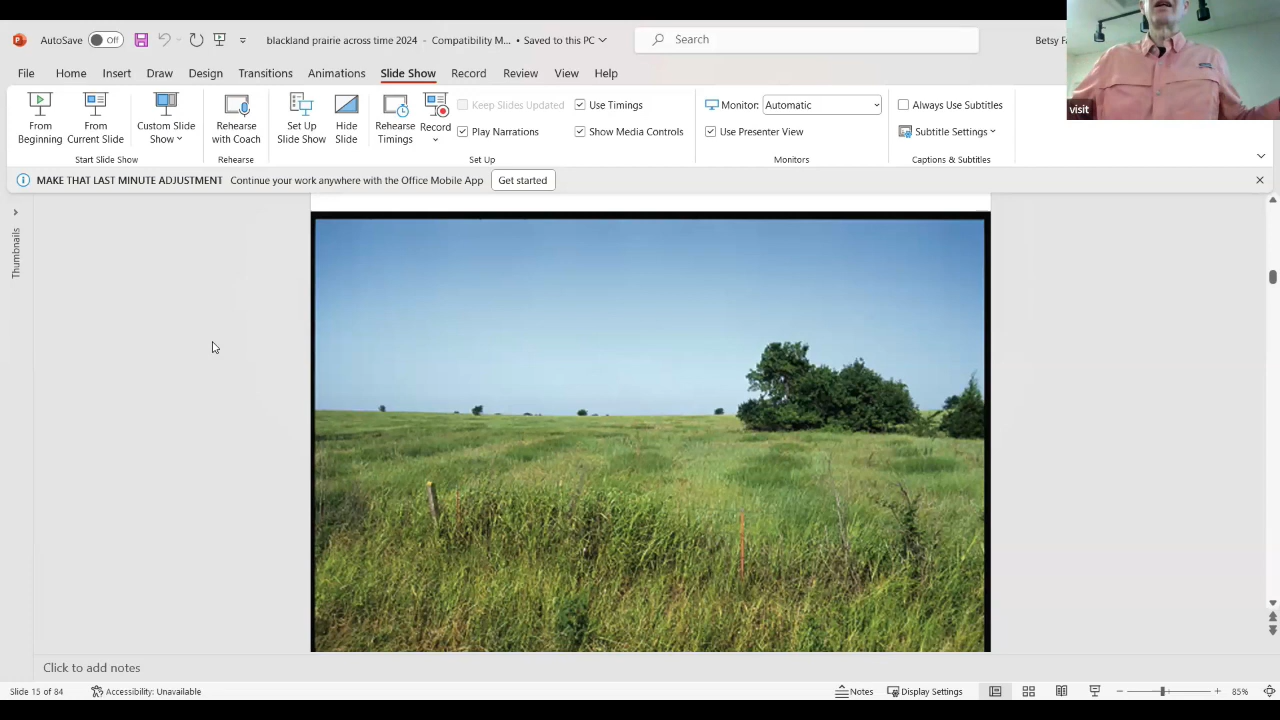 AutoSave Off blackland prairie across time 2024 - Compatibility M... • Saved to this PC Search Betsy Fa
File Home Insert Draw Design Transitions Animations Slide Show Record Review View Help
visit
From Beginning
From Current Slide
Custom Slide Show
Rehearse with Coach
Set Up Slide Show
Hide Slide
Rehearse Timings
Record
Keep Slides Updated
Play Narrations
Use Timings
Show Media Controls
Monitor: Automatic
Use Presenter View
Always Use Subtitles
Subtitle Settings
Start Slide Show Rehearse Set Up Monitors Captions & Subtitles
MAKE THAT LAST MINUTE ADJUSTMENT Continue your work anywhere with the Office Mobile App Get started
Thumbnails
Click to add notes
Slide 15 of 84 Accessibility: Unavailable Notes Display Settings 85%